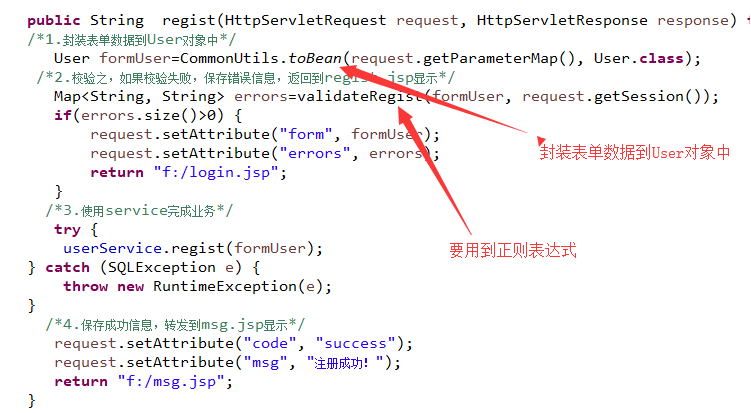 public String  regist(HttpServletRequest request, HttpServletResponse response) t
/*1.封装表单数据到User对象中*/
User formUser=CommonUtils.toBean(request.getParameterMap(), User.class);
/*2.校验之，如果校验失败，保存错误信息，返回到regist.jsp显示*/
Map<String, String> errors=validateRegist(formUser, request.getSession());
if(errors.size()>0) {
request.setAttribute("form", formUser);
request.setAttribute("errors", errors);
封装表单数据到User对象中
return "f:/login.jsp";
}
/*3.使用service完成业务*/
try {
userService.regist(formUser);
要用到正则表达式
} catch (SQLException e) {
throw new RuntimeException(e);
}
/*4.保存成功信息，转发到msg.jsp显示*/
request.setAttribute("code", "success");
request.setAttribute("msg", "注册成功！");
return "f:/msg.jsp";
}